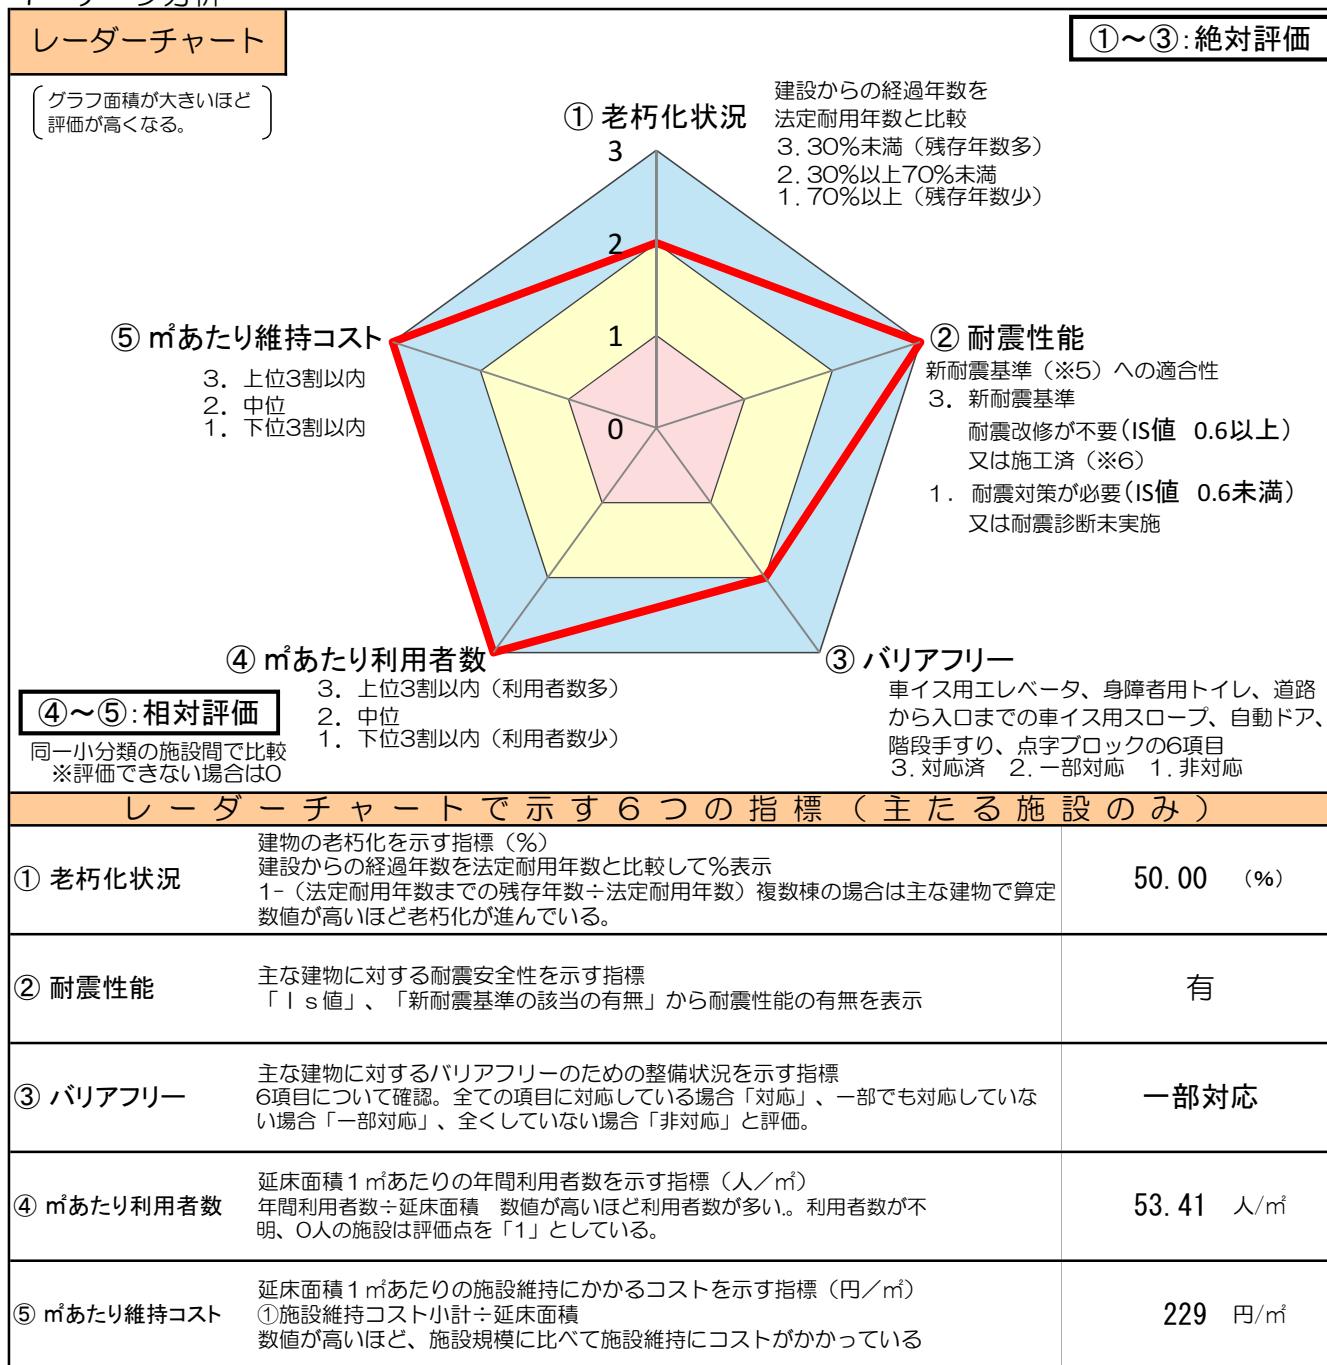 レーダーチャート
①～③:絶対評価
グラフ面積が大きいほど
評価が高くなる。
① 老朽化状況
建設からの経過年数を
法定耐用年数と比較
3. 30%未満（残存年数多）
2. 30%以上70%未満
1. 70%以上（残存年数少）
3
2
1
0
⑤ ㎡あたり維持コスト
3. 上位3割以内
2. 中位
1. 下位3割以内
② 耐震性能
新耐震基準（※5）への適合性
3. 新耐震基準
耐震改修が不要(IS値 0.6以上)
又は施工済（※6）
1. 耐震対策が必要(IS値 0.6未満)
又は耐震診断未実施
④ ㎡あたり利用者数
3. 上位3割以内（利用者数多）
2. 中位
1. 下位3割以内（利用者数少）
③ バリアフリー
車イス用エレベータ、身障者用トイレ、道路
から入口までの車イス用スロープ、自動ドア、
階段手すり、点字ブロックの6項目
3. 対応済 2. 一部対応 1. 非対応
④～⑤:相対評価
同一小分類の施設間で比較
※評価できない場合は0
レーダーチャートで示す６つの指標（主たる施設のみ）
① 老朽化状況
建物の老朽化を示す指標（%）
建設からの経過年数を法定耐用年数と比較して%表示
1-（法定耐用年数までの残存年数÷法定耐用年数）複数棟の場合は主な建物で算定
数値が高いほど老朽化が進んでいる。
50.00 （%）
② 耐震性能
主な建物に対する耐震安全性を示す指標
「Ｉｓ値」、「新耐震基準の該当の有無」から耐震性能の有無を表示
有
③ バリアフリー
主な建物に対するバリアフリーのための整備状況を示す指標
6項目について確認。全ての項目に対応している場合「対応」、一部でも対応していな
い場合「一部対応」、全くしていない場合「非対応」と評価。
一部対応
④ ㎡あたり利用者数
延床面積１㎡あたりの年間利用者数を示す指標（人／㎡）
年間利用者数÷延床面積 数値が高いほど利用者数が多い。利用者数が不
明、0人の施設は評価点を「1」としている。
53.41 人/㎡
⑤ ㎡あたり維持コスト
延床面積１㎡あたりの施設維持にかかるコストを示す指標（円／㎡）
①施設維持コスト小計÷延床面積
数値が高いほど、施設規模に比べて施設維持にコストがかかっている
229 円/㎡